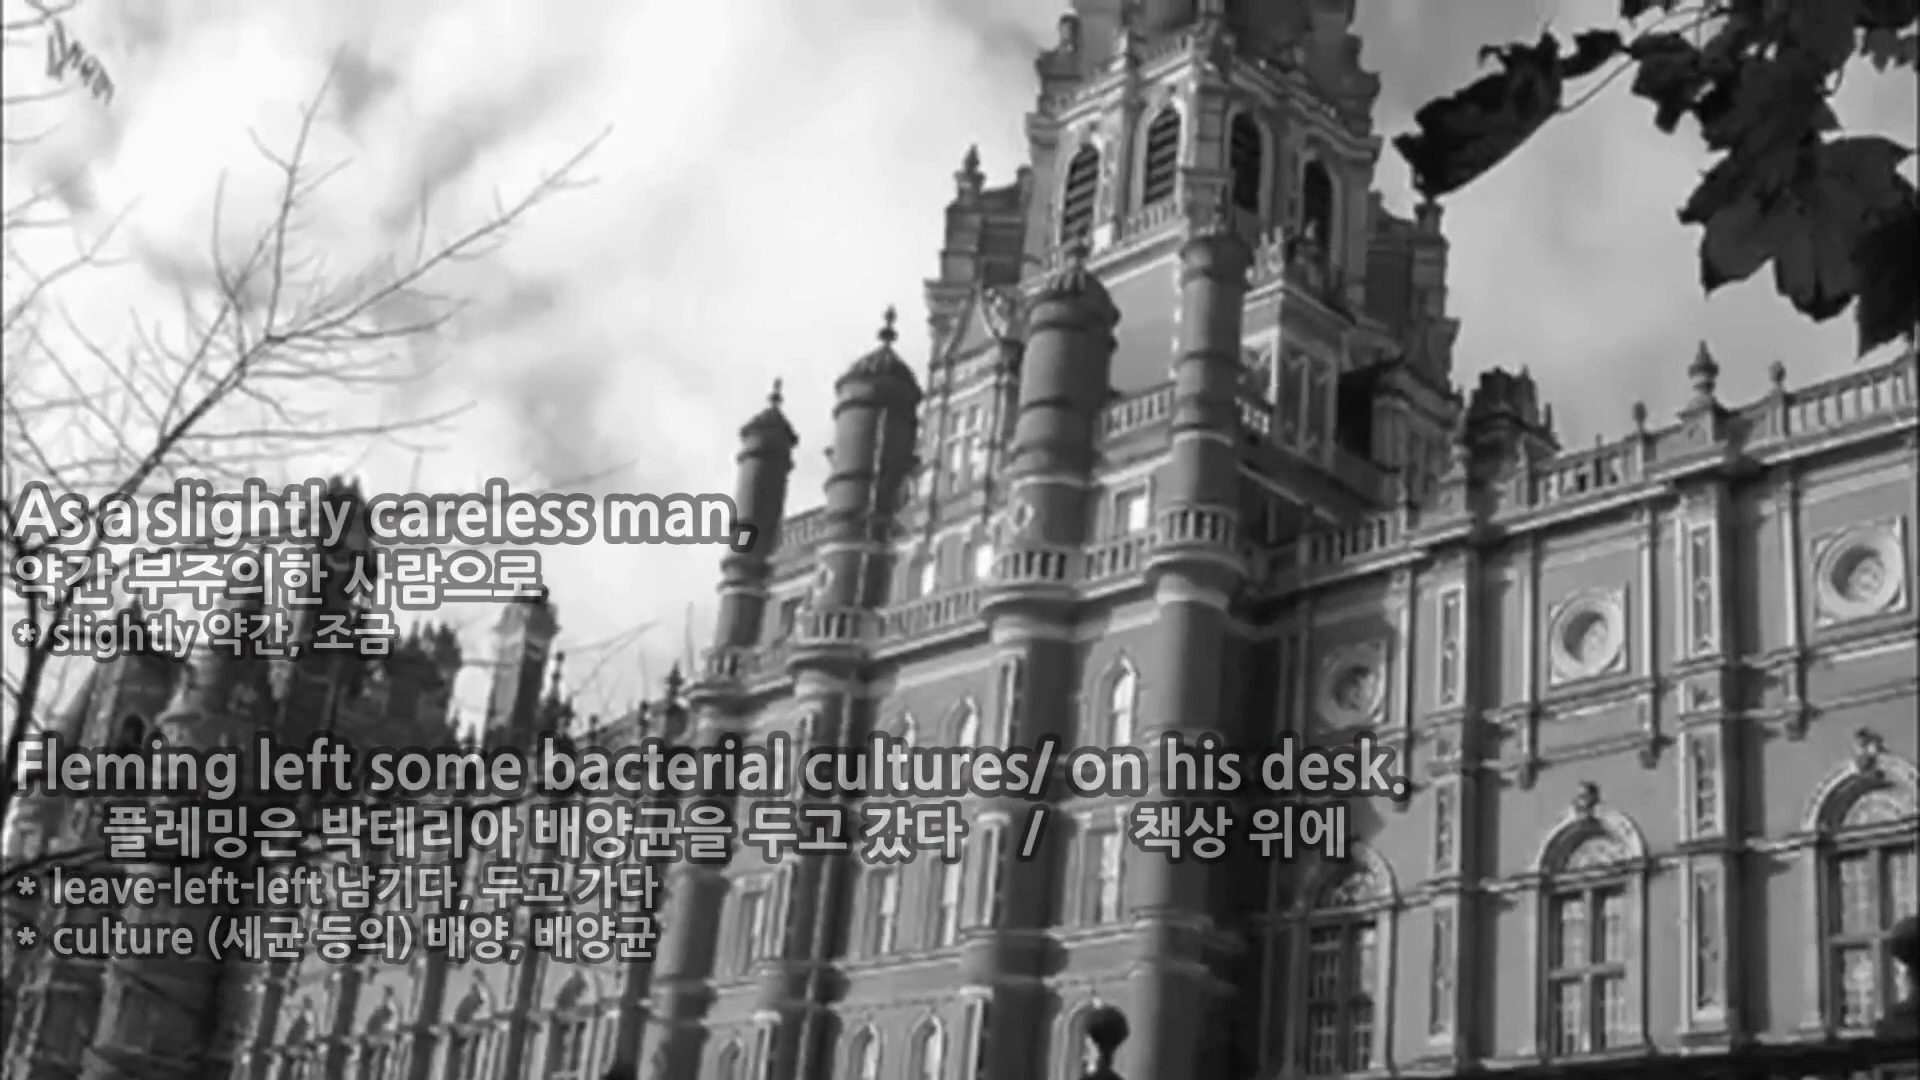 As a slightly careless man,
약간 부주의한 사람으로
* slightly 약간, 조금
Fleming left some bacterial cultures/ on his desk.
플레밍은 박테리아 배양균을 두고 갔다 / 책상 위에
* leave-left-left 남기다, 두고 가다
* culture (세균 등의) 배양, 배양균